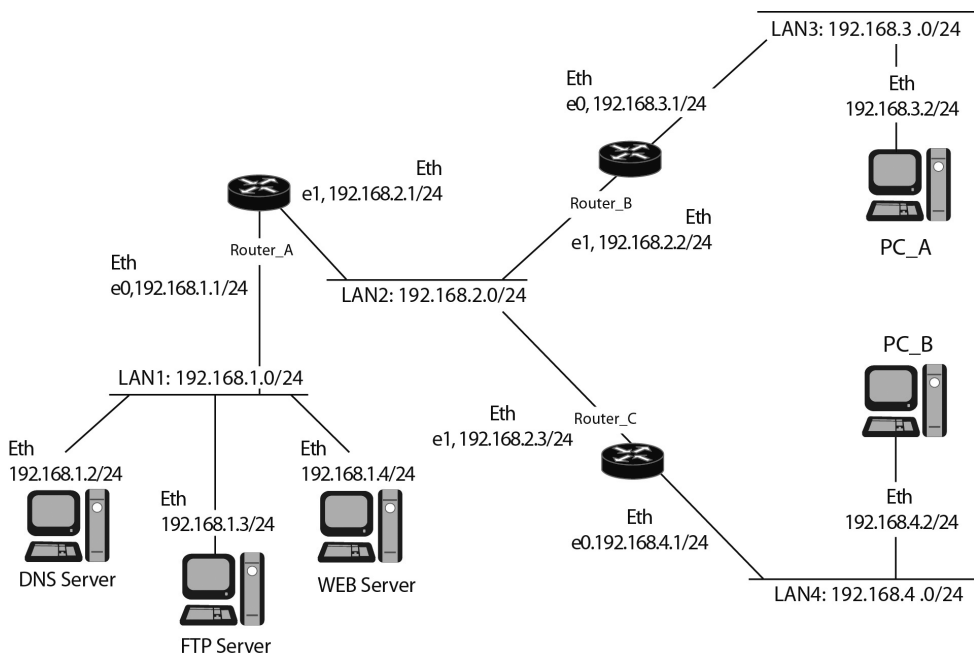 LAN3: 192.168.3 .0/24
Eth
e0, 192.168.3.1/24
Eth
192.168.3.2/24
Eth
e1, 192.168.2.1/24
Router_B
Eth
e1, 192.168.2.2/24
PC_A
Router_A
Eth
e0,192.168.1.1/24
LAN2: 192.168.2.0/24
PC_B
LAN1: 192.168.1.0/24
Eth
e1, 192.168.2.3/24
Router_C
Eth
192.168.1.2/24
Eth
192.168.1.3/24
Eth
192.168.1.4/24
Eth
e0.192.168.4.1/24
Eth
192.168.4.2/24
DNS Server
WEB Server
LAN4: 192.168.4 .0/24
FTP Server